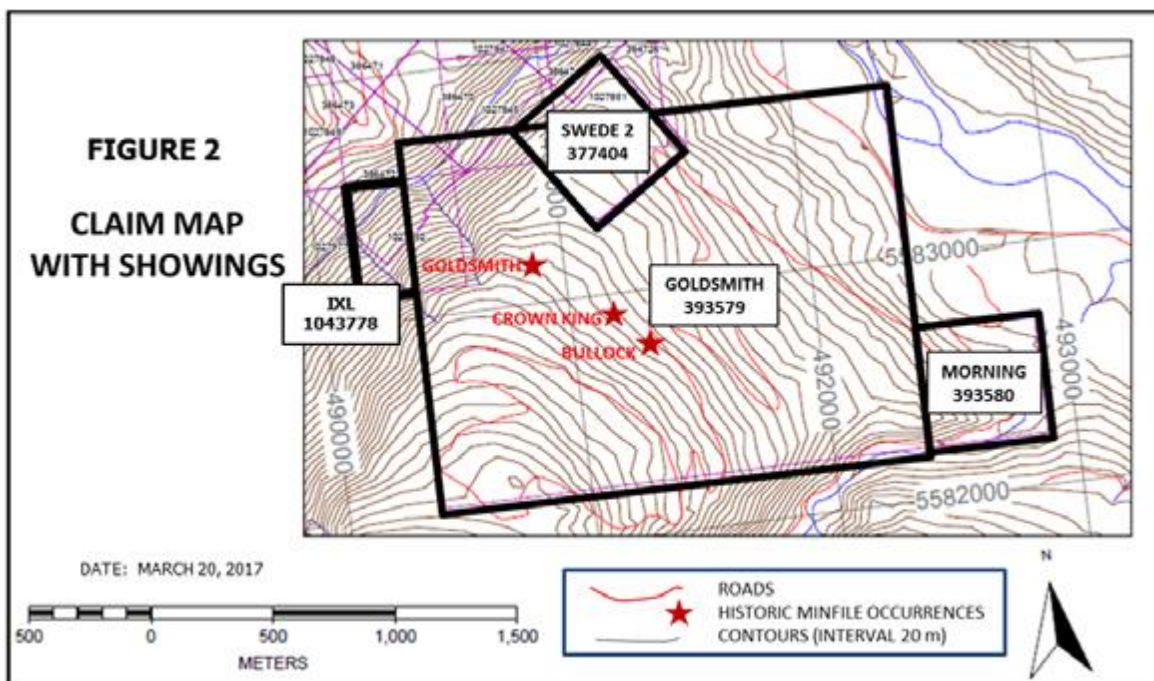 FIGURE 2
CLAIM MAP
WITH SHOWINGS
SWEDE 2
377404
GOLDSMITH
GOLDSMITH
393579
IXL
1043778
CROWN KING
BULLOCK
MORNING
393580
5583000
490000
492000
493000
5582000
DATE: MARCH 20, 2017
500 0 500 1,000 1,500
METERS
ROADS
HISTORIC MINFILE OCCURRENCES
CONTOURS (INTERVAL 20 m)
N